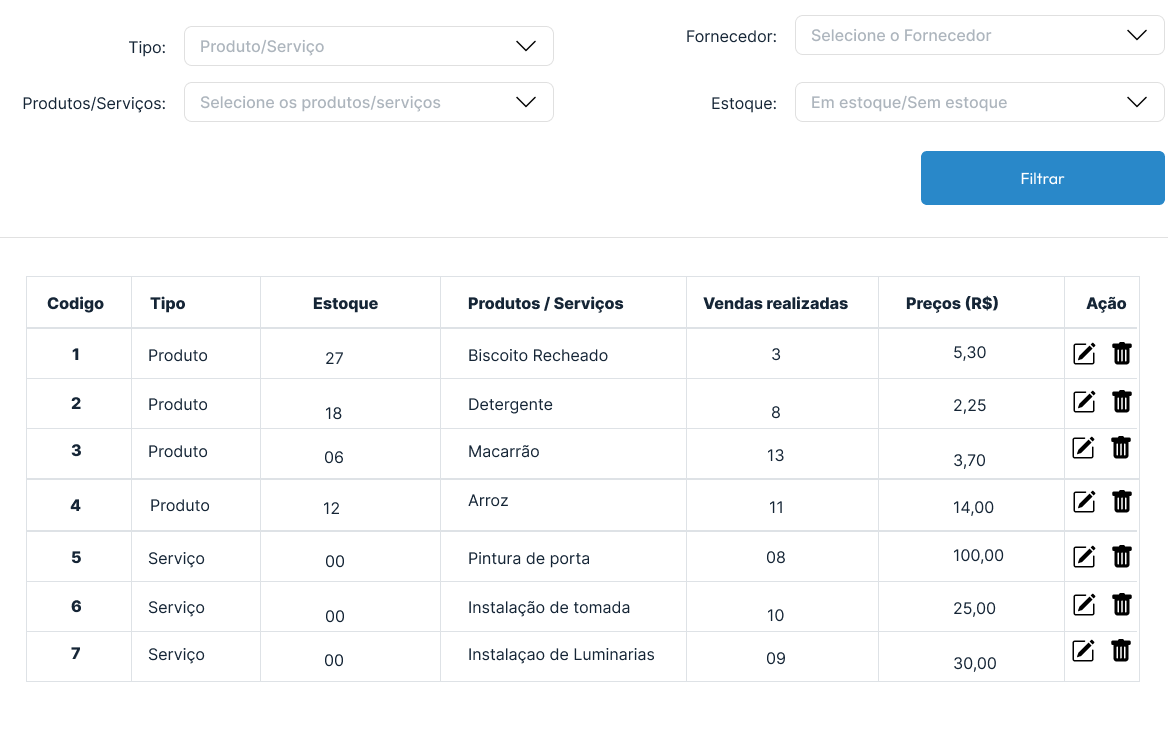 Tipo: Produto/Serviço
Fornecedor: Selecione o Fornecedor
Produtos/Serviços: Selecione os produtos/serviços
Estoque: Em estoque/Sem estoque
Filtrar
Codigo Tipo Estoque Produtos / Serviços Vendas realizadas Preços (R$) Ação
1 Produto 27 Biscoito Recheado 3 5,30
2 Produto 18 Detergente 8 2,25
3 Produto 06 Macarrão 13 3,70
4 Produto 12 Arroz 11 14,00
5 Serviço 00 Pintura de porta 08 100,00
6 Serviço 00 Instalação de tomada 10 25,00
7 Serviço 00 Instalaçao de Luminarias 09 30,00